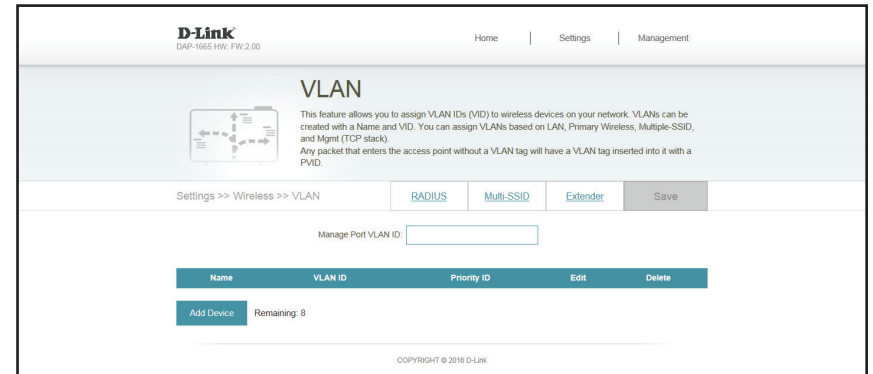 D-Link
DAP-1665 HW: FW:2.00
Home | Settings | Management
VLAN
This feature allows you to assign VLAN IDs (VID) to wireless devices on your network. VLANs can be
created with a Name and VID. You can assign VLANs based on LAN, Primary Wireless, Multiple-SSID,
and Mgmt (TCP stack).
Any packet that enters the access point without a VLAN tag will have a VLAN tag inserted into it with a
PVID.
Settings >> Wireless >> VLAN RADIUS Multi-SSID Extender Save
Manage Port VLAN ID:
Name VLAN ID Priority ID Edit Delete
Add Device Remaining: 8
COPYRIGHT © 2016 D-Link